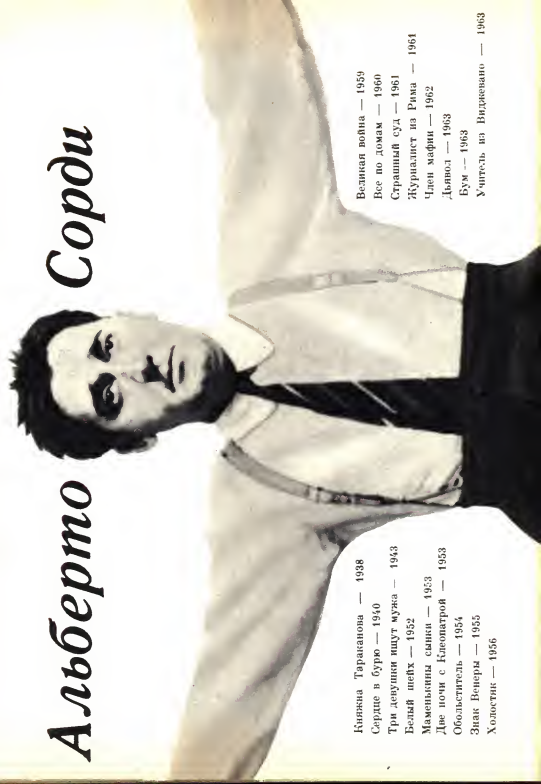 Альберто Сорди
Княжна Тараканова — 1938
Сердце в бурю — 1940
Три девушки ищут мужа — 1943
Белый шейх — 1952
Маменькины сынки — 1953
Две ночи с Клеопатрой — 1953
Обольститель — 1954
Знак Венеры — 1955
Холостяк — 1956
Великая война — 1959
Все по домам — 1960
Страшный суд — 1961
Журналист из Рима — 1961
Член мафии — 1962
Дьявол — 1963
Бум — 1963
Учитель из Виджевано — 1963